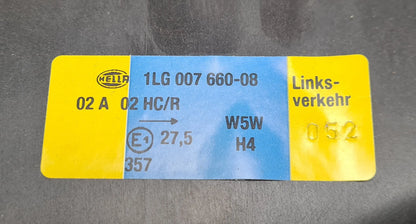 HELLA
1LG 007 660-08
02 A 02 HC/R
E1 27,5
357
W5W
H4
Links-
verkehr
052